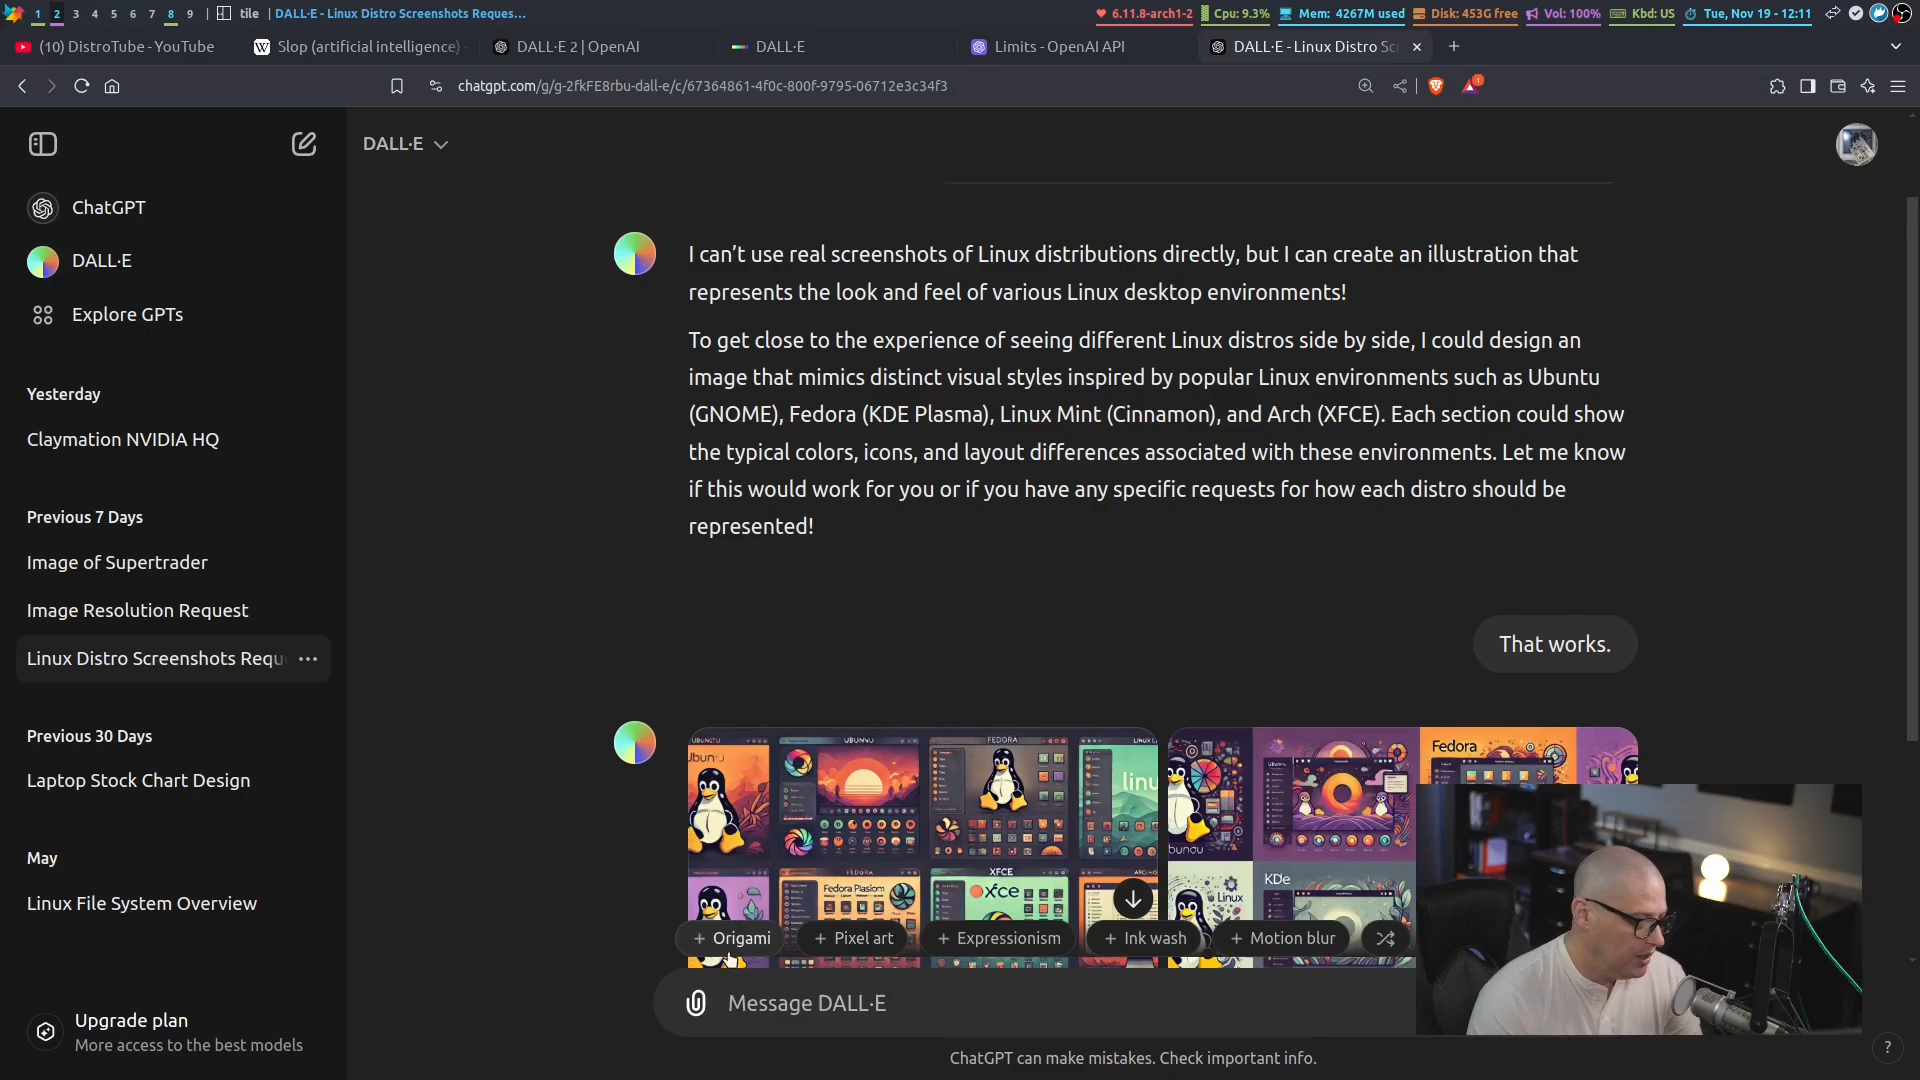 1 2 3 4 5 6 7 8 9 | tile | DALL·E - Linux Distro Screenshots Reques...
6.11.8-arch1-2 Cpu: 9.3% Mem: 4267M used Disk: 453G free Vol: 100% Kbd: US Tue, Nov 19 - 12:11
(10) DistroTube - YouTube
Slop (artificial intelligence)
DALL·E 2 | OpenAI
DALL·E
Limits - OpenAI API
DALL·E - Linux Distro Sc
chatgpt.com/g/g-2fkFE8rbu-dall-e/c/67364861-4f0c-800f-9795-06712e3c34f3
1
DALL·E
ChatGPT
DALL·E
Explore GPTs
Yesterday
Claymation NVIDIA HQ
Previous 7 Days
Image of Supertrader
Image Resolution Request
Linux Distro Screenshots Requ
Previous 30 Days
Laptop Stock Chart Design
May
Linux File System Overview
Upgrade plan
More access to the best models
I can’t use real screenshots of Linux distributions directly, but I can create an illustration that
represents the look and feel of various Linux desktop environments!
To get close to the experience of seeing different Linux distros side by side, I could design an
image that mimics distinct visual styles inspired by popular Linux environments such as Ubuntu
(GNOME), Fedora (KDE Plasma), Linux Mint (Cinnamon), and Arch (XFCE). Each section could show
the typical colors, icons, and layout differences associated with these environments. Let me know
if this would work for you or if you have any specific requests for how each distro should be
represented!
That works.
FEDORA
Fedora
FEDORA
XFCE
Fedora Plasiom
xfce
Linux
KDe
Origami
Pixel art
Expressionism
Ink wash
Motion blur
Message DALL·E
ChatGPT can make mistakes. Check important info.
?